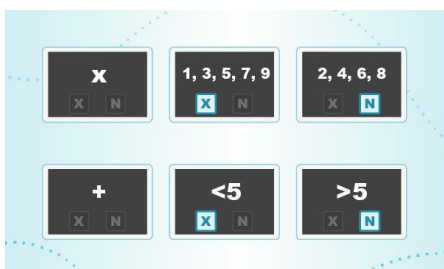 x 1, 3, 5, 7, 9 2, 4, 6, 8
X N X N X N
+ <5 >5
X N X N X N